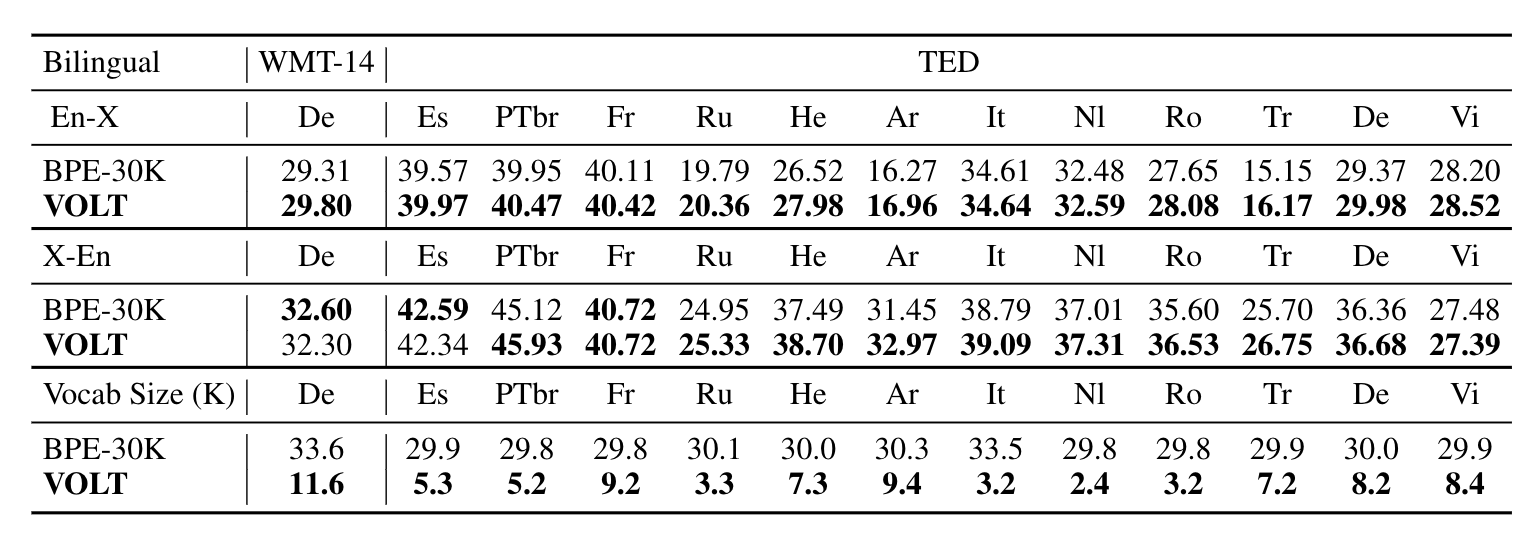 Bilingual WMT-14 TED
En-X De Es PTbr Fr Ru He Ar It Nl Ro Tr De Vi
BPE-30K 29.31 39.57 39.95 40.11 19.79 26.52 16.27 34.61 32.48 27.65 15.15 29.37 28.20
VOLT 29.80 39.97 40.47 40.42 20.36 27.98 16.96 34.64 32.59 28.08 16.17 29.98 28.52
X-En De Es PTbr Fr Ru He Ar It Nl Ro Tr De Vi
BPE-30K 32.60 42.59 45.12 40.72 24.95 37.49 31.45 38.79 37.01 35.60 25.70 36.36 27.48
VOLT 32.30 42.34 45.93 40.72 25.33 38.70 32.97 39.09 37.31 36.53 26.75 36.68 27.39
Vocab Size (K) De Es PTbr Fr Ru He Ar It Nl Ro Tr De Vi
BPE-30K 33.6 29.9 29.8 29.8 30.1 30.0 30.3 33.5 29.8 29.8 29.9 30.0 29.9
VOLT 11.6 5.3 5.2 9.2 3.3 7.3 9.4 3.2 2.4 3.2 7.2 8.2 8.4